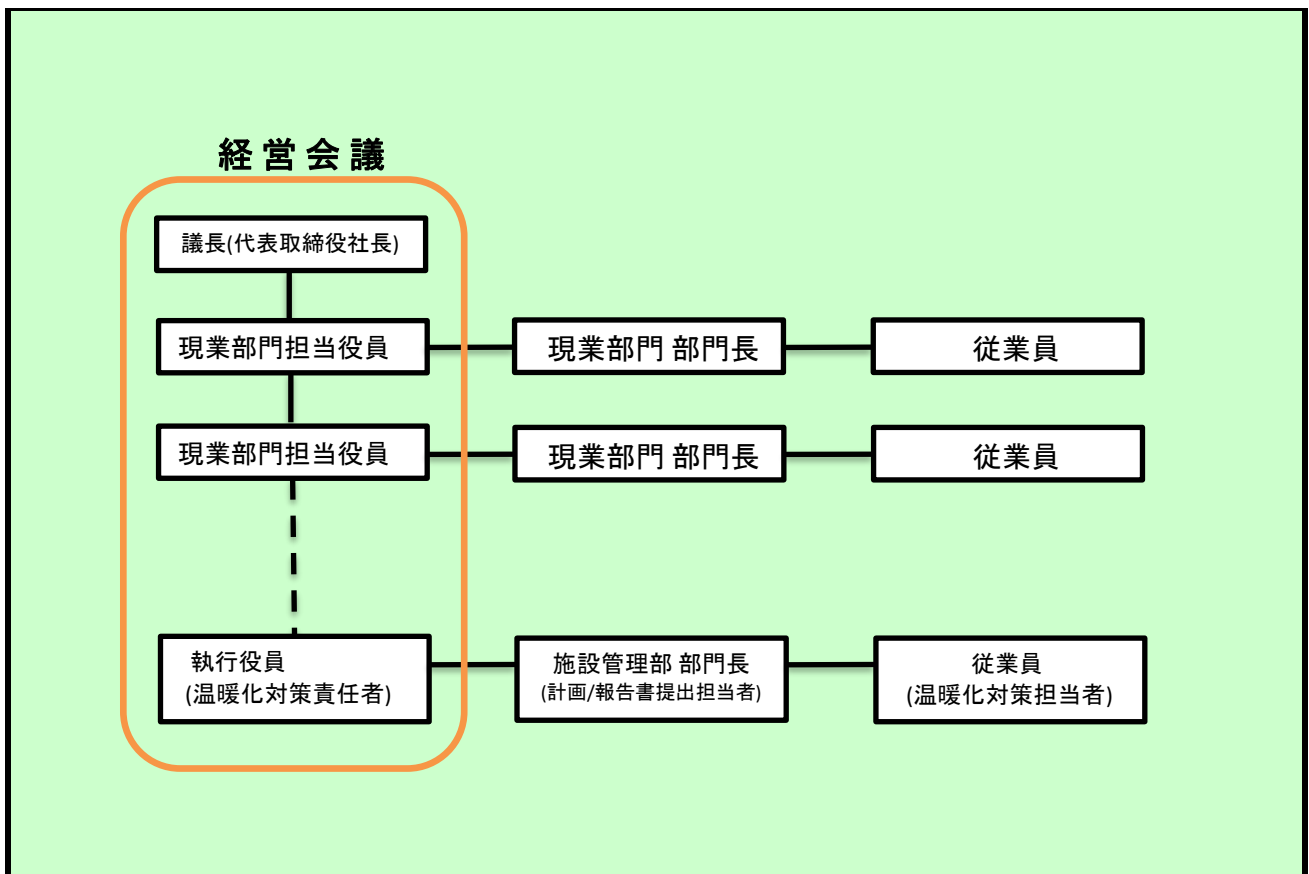 経営会議
議長(代表取締役社長)
現業部門担当役員
現業部門 部門長
従業員
現業部門担当役員
現業部門 部門長
従業員
執行役員
(温暖化対策責任者)
施設管理部 部門長
(計画/報告書提出担当者)
従業員
(温暖化対策担当者)